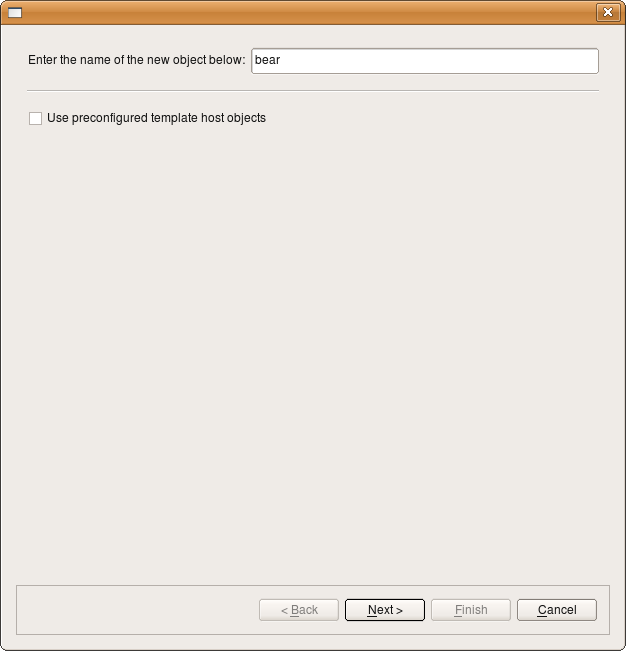 Enter the name of the new object below: bear
Use preconfigured template host objects
< Back Next > Finish Cancel